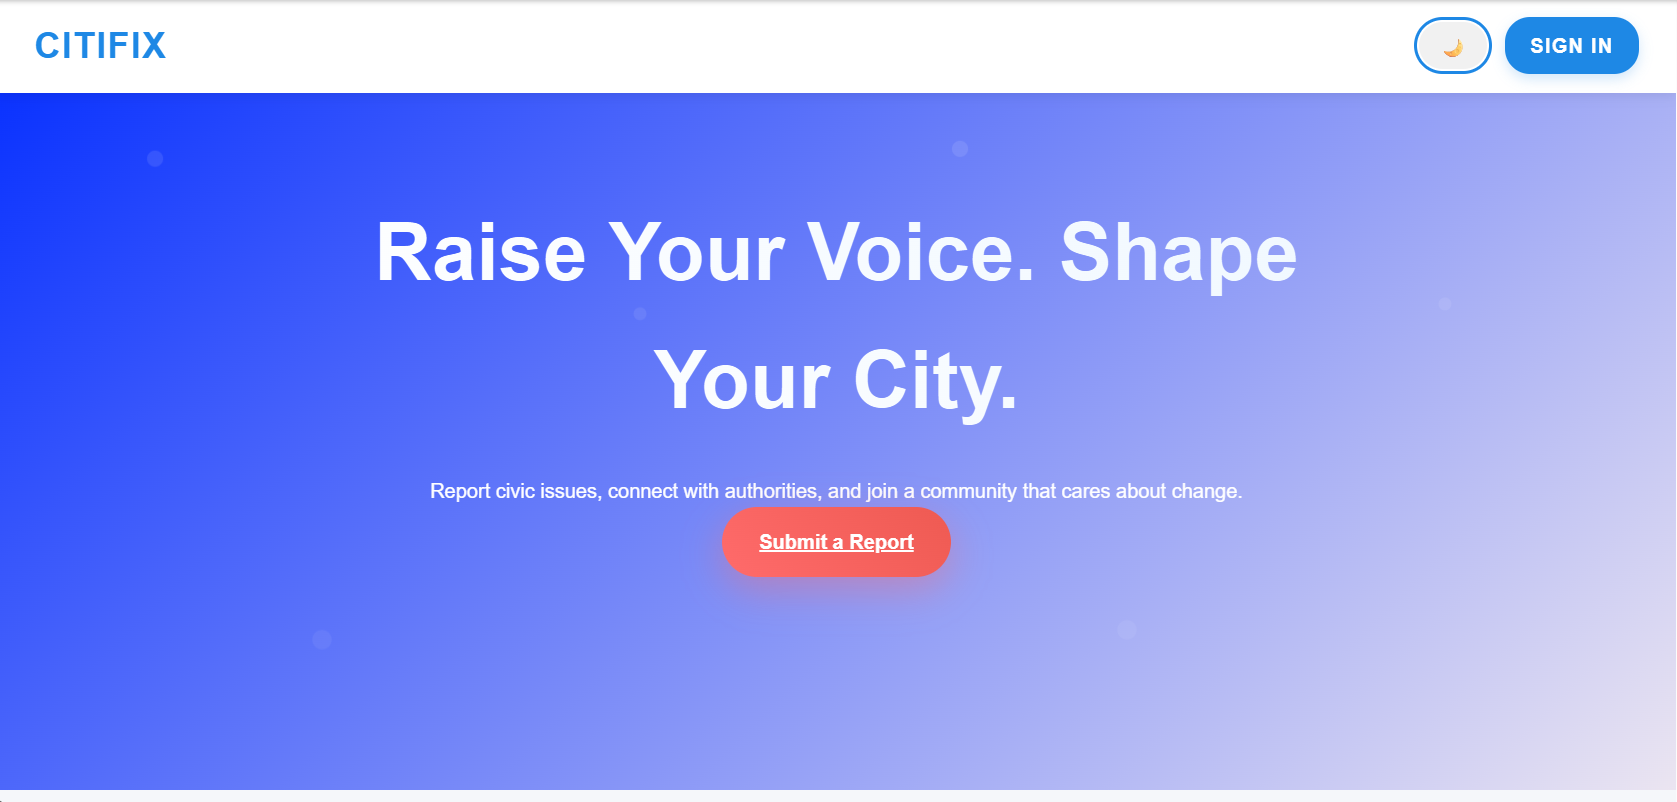 CITIFIX
SIGN IN
Raise Your Voice. Shape
Your City.
Report civic issues, connect with authorities, and join a community that cares about change.
Submit a Report